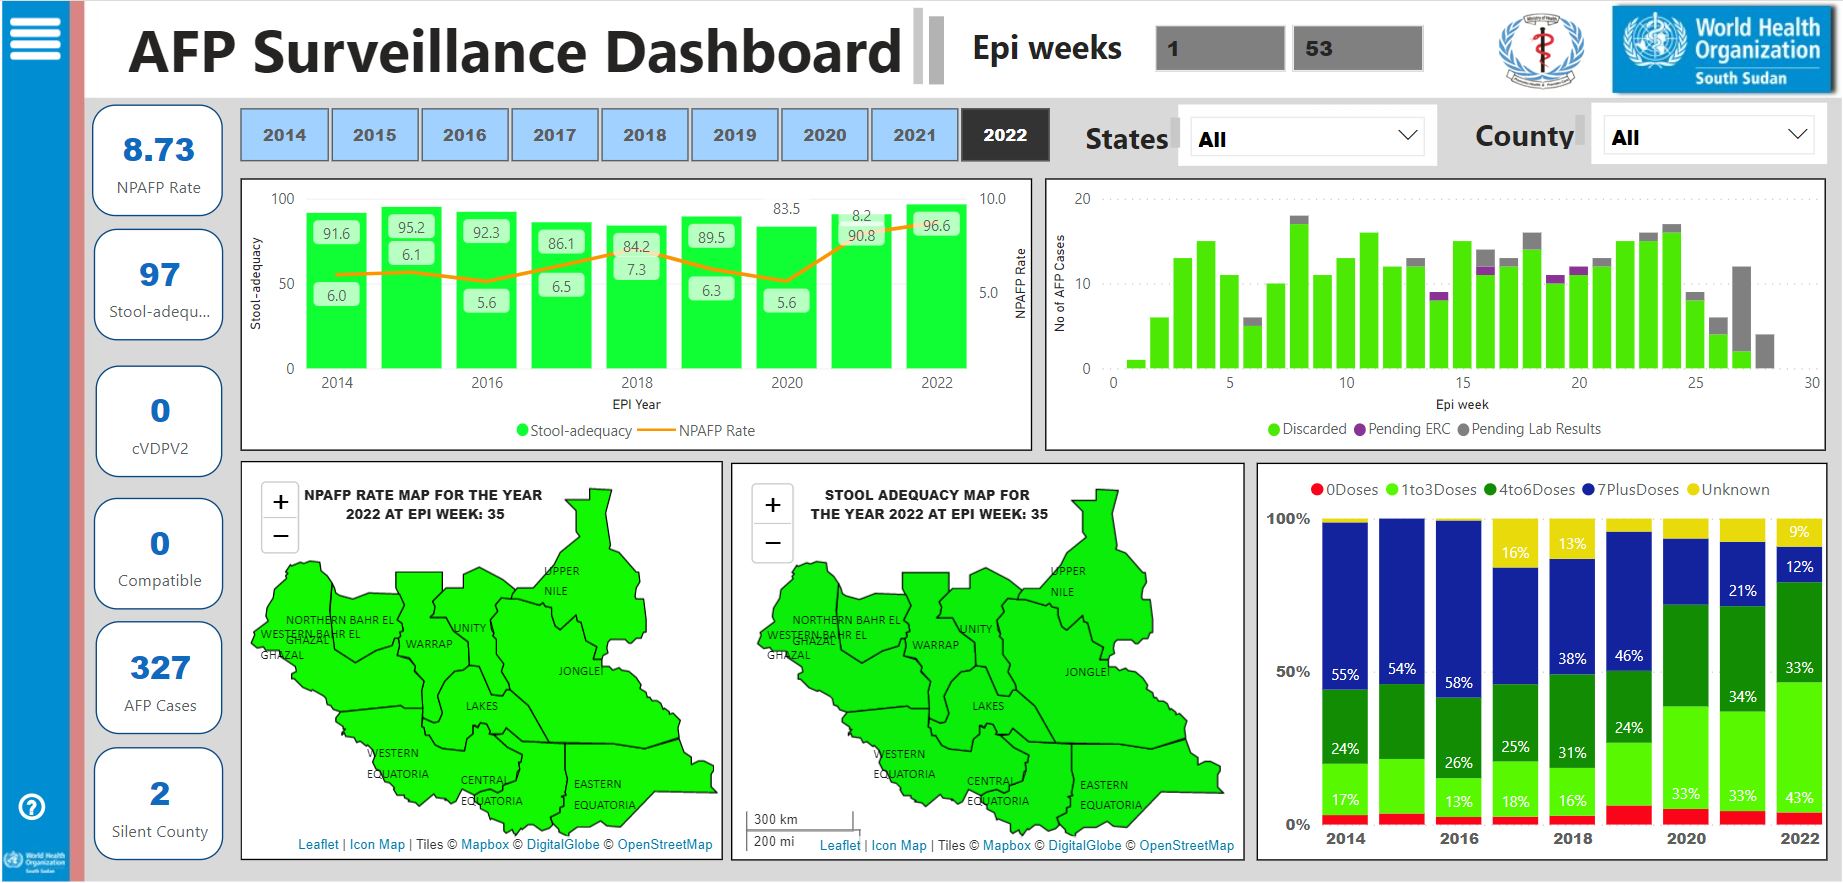 AFP Surveillance Dashboard
Epi weeks
1
53
World Health
Organization
South Sudan
8.73
NPAFP Rate
97
Stool-adequ...
0
cVDPV2
0
Compatible
327
AFP Cases
2
Silent County
World Health
Organization
South Sudan
2014 2015 2016 2017 2018 2019 2020 2021 2022
States
All
County
All
100
50
0
Stool-adequacy
91.6 95.2 92.3 86.1 84.2 89.5 83.5 90.8 96.6
6.0 6.1 5.6 6.5 7.3 6.3 5.6 8.2
10.0
5.0
NPAFP Rate
2014 2016 2018 2020 2022
EPI Year
Stool-adequacy NPAFP Rate
20
10
0
No of AFP Cases
0 5 10 15 20 25 30
Epi week
Discarded Pending ERC Pending Lab Results
+
−
NPAFP RATE MAP FOR THE YEAR
2022 AT EPI WEEK: 35
UPPER
NILE
NORTHERN BAHR EL
GHAZAL
WESTERN BAHR EL
GHAZAL
UNITY
WARRAP
JONGLEI
LAKES
WESTERN
EQUATORIA
CENTRAL
EQUATORIA
EASTERN
EQUATORIA
Leaflet | Icon Map | Tiles © Mapbox © DigitalGlobe © OpenStreetMap
+
−
STOOL ADEQUACY MAP FOR
THE YEAR 2022 AT EPI WEEK: 35
UPPER
NILE
NORTHERN BAHR EL
GHAZAL
WESTERN BAHR EL
GHAZAL
UNITY
WARRAP
JONGLEI
LAKES
WESTERN
EQUATORIA
CENTRAL
EQUATORIA
EASTERN
EQUATORIA
300 km
200 mi
Leaflet | Icon Map | Tiles © Mapbox © DigitalGlobe © OpenStreetMap
0Doses 1to3Doses 4to6Doses 7PlusDoses Unknown
100%
50%
0%
16% 13% 9%
55% 54% 58% 38% 46% 21% 12%
24% 26% 25% 31% 24% 34% 33%
17% 13% 18% 16% 33% 33% 43%
2014 2016 2018 2020 2022